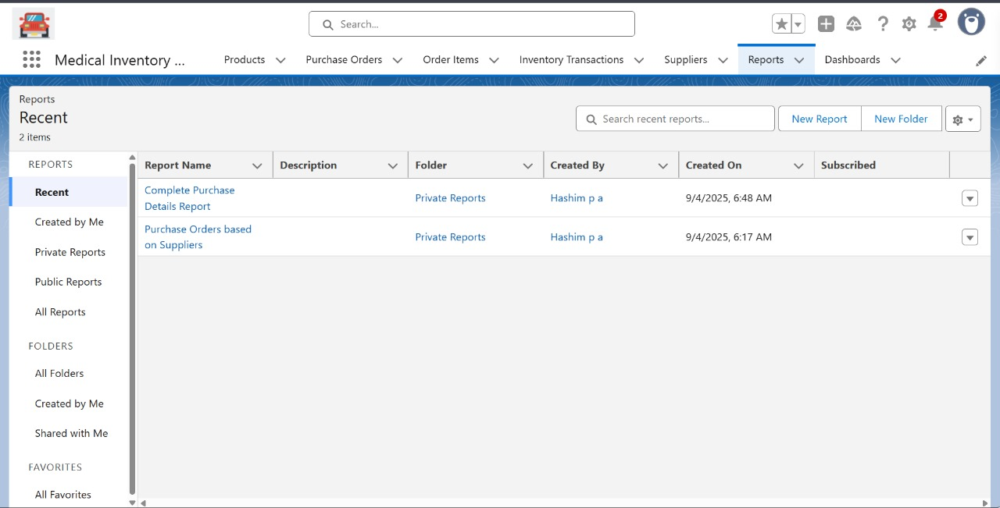 Search...
2
Medical Inventory ...
Products
Purchase Orders
Order Items
Inventory Transactions
Suppliers
Reports
Dashboards
Reports
Recent
2 items
Search recent reports...
New Report
New Folder
REPORTS
Recent
Created by Me
Private Reports
Public Reports
All Reports
FOLDERS
All Folders
Created by Me
Shared with Me
FAVORITES
All Favorites
Report Name
Description
Folder
Created By
Created On
Subscribed
Complete Purchase
Details Report
Private Reports
Hashim p a
9/4/2025, 6:48 AM
Purchase Orders based
on Suppliers
Private Reports
Hashim p a
9/4/2025, 6:17 AM